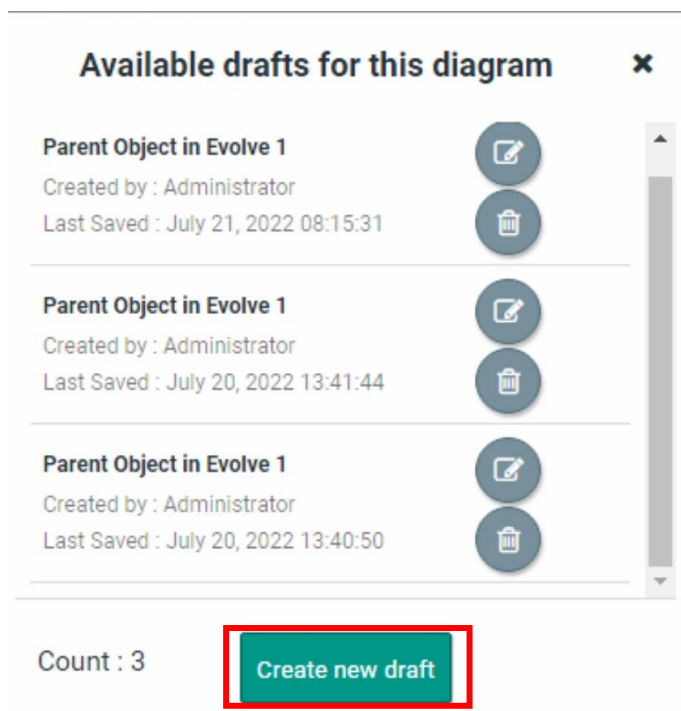 Available drafts for this diagram
Parent Object in Evolve 1
Created by : Administrator
Last Saved : July 21, 2022 08:15:31
Parent Object in Evolve 1
Created by : Administrator
Last Saved : July 20, 2022 13:41:44
Parent Object in Evolve 1
Created by : Administrator
Last Saved : July 20, 2022 13:40:50
Count : 3
Create new draft